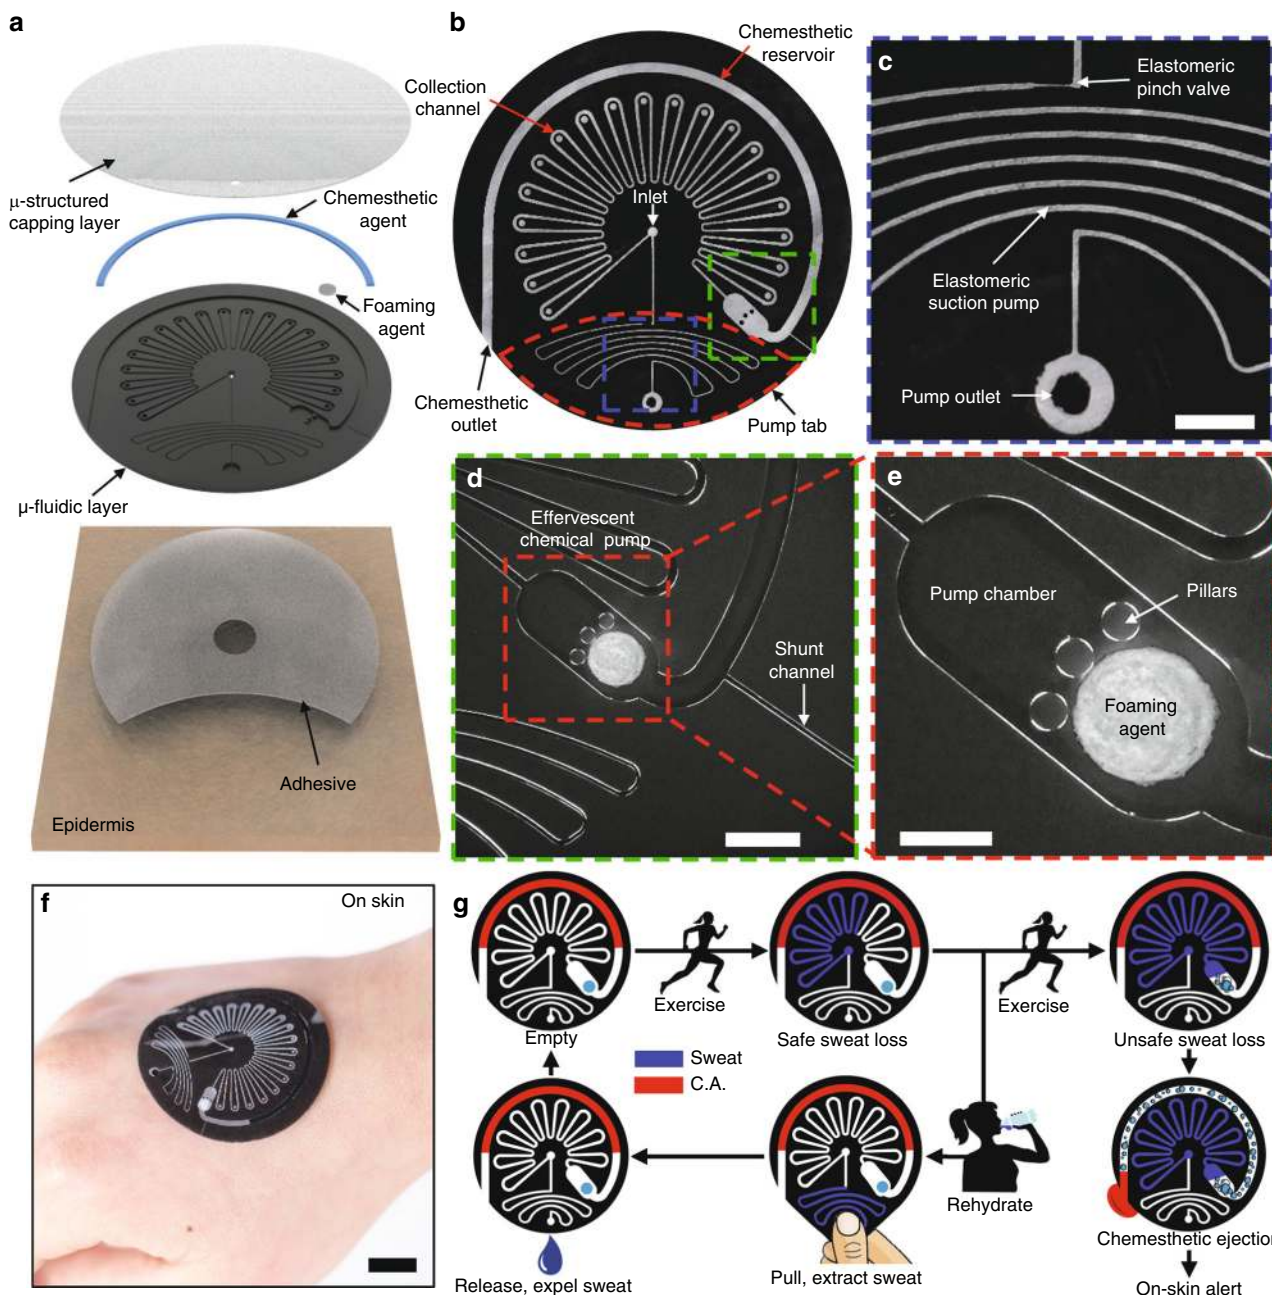 a
μ-structured
capping layer
Chemesthetic
agent
Foaming
agent
μ-fluidic layer
Adhesive
Epidermis
b
Chemesthetic
reservoir
Collection
channel
Inlet
Chemesthetic
outlet
Pump tab
c
Elastomeric
pinch valve
Elastomeric
suction pump
Pump outlet
d
Effervescent
chemical pump
Shunt
channel
e
Pump chamber
Pillars
Foaming
agent
f
On skin
g
Empty
Exercise
Safe sweat loss
Exercise
Unsafe sweat loss
Sweat
C.A.
Release, expel sweat
Pull, extract sweat
Rehydrate
Chemesthetic ejection
On-skin alert